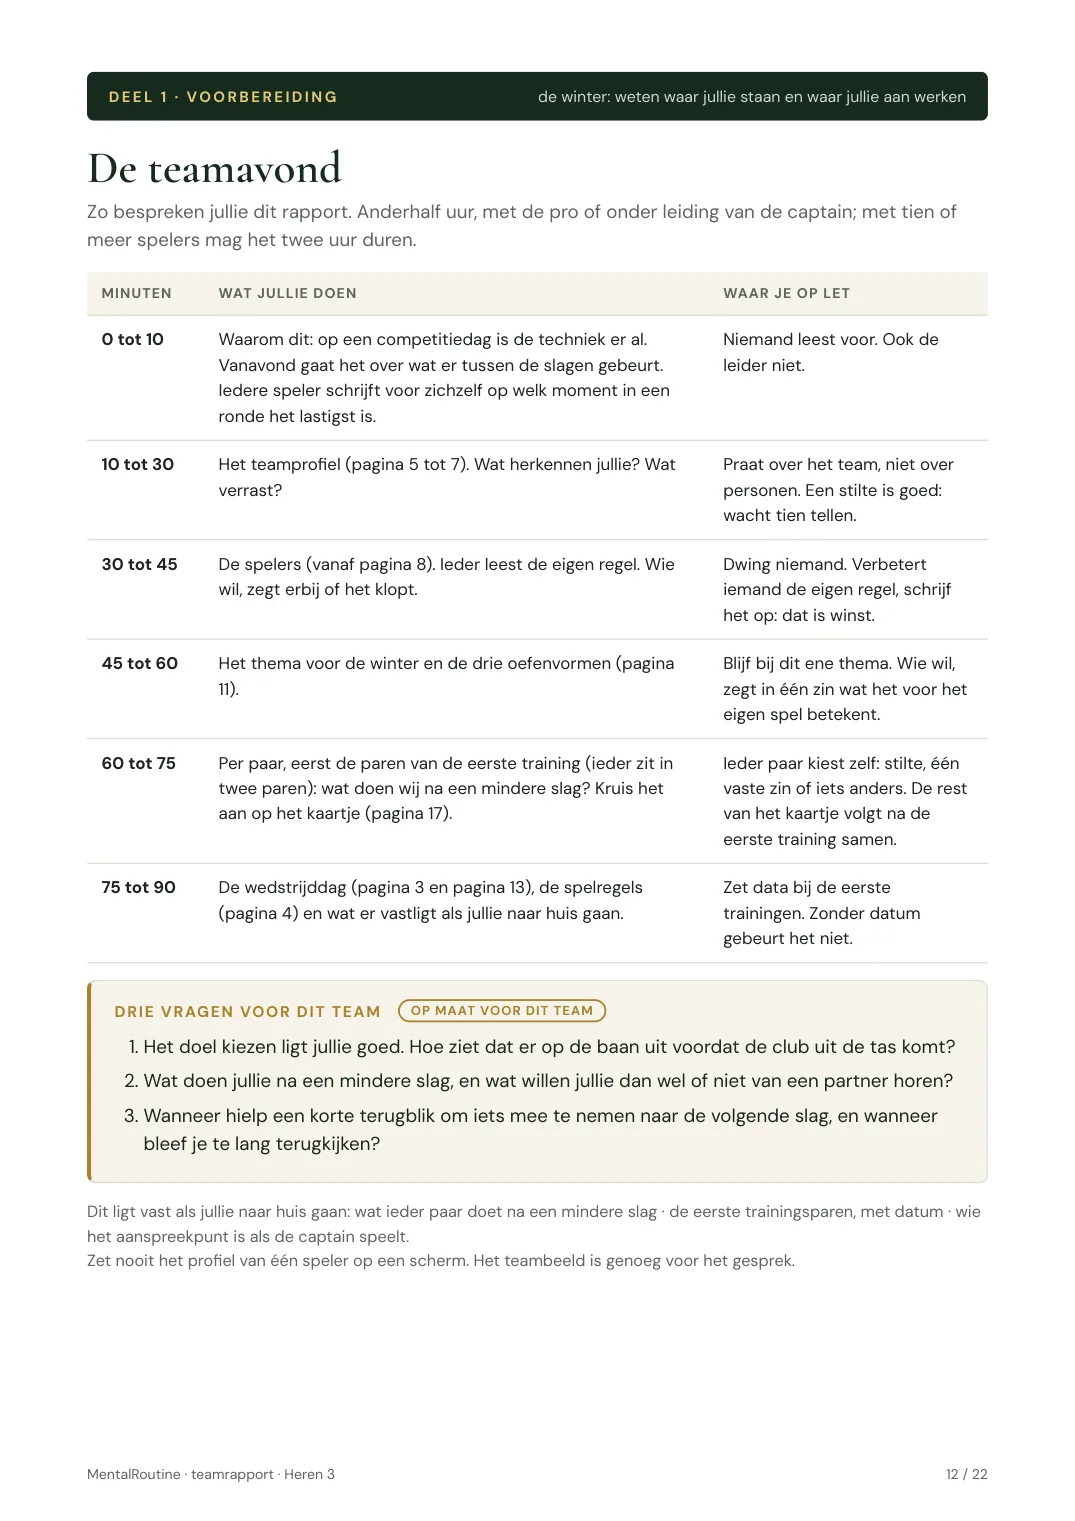 DEEL 1 · VOORBEREIDING
de winter: weten waar jullie staan en waar jullie aan werken
De teamavond
Zo bespreken jullie dit rapport. Anderhalf uur, met de pro of onder leiding van de captain; met tien of
meer spelers mag het twee uur duren.
MINUTEN
WAT JULLIE DOEN
WAAR JE OP LET
0 tot 10
Waarom dit: op een competitiedag is de techniek er al.
Vanavond gaat het over wat er tussen de slagen gebeurt.
Iedere speler schrijft voor zichzelf op welk moment in een
ronde het lastigst is.
Niemand leest voor. Ook de
leider niet.
10 tot 30
Het teamprofiel (pagina 5 tot 7). Wat herkennen jullie? Wat
verrast?
Praat over het team, niet over
personen. Een stilte is goed:
wacht tien tellen.
30 tot 45
De spelers (vanaf pagina 8). Ieder leest de eigen regel. Wie
wil, zegt erbij of het klopt.
Dwing niemand. Verbetert
iemand de eigen regel, schrijf
het op: dat is winst.
45 tot 60
Het thema voor de winter en de drie oefenvormen (pagina
11).
Blijf bij dit ene thema. Wie wil,
zegt in één zin wat het voor het
eigen spel betekent.
60 tot 75
Per paar, eerst de paren van de eerste training (ieder zit in
twee paren): wat doen wij na een mindere slag? Kruis het
aan op het kaartje (pagina 17).
Ieder paar kiest zelf: stilte, één
vaste zin of iets anders. De rest
van het kaartje volgt na de
eerste training samen.
75 tot 90
De wedstrijddag (pagina 3 en pagina 13), de spelregels
(pagina 4) en wat er vastligt als jullie naar huis gaan.
Zet data bij de eerste
trainingen. Zonder datum
gebeurt het niet.
DRIE VRAGEN VOOR DIT TEAM
OP MAAT VOOR DIT TEAM
1. Het doel kiezen ligt jullie goed. Hoe ziet dat er op de baan uit voordat de club uit de tas komt?
2. Wat doen jullie na een mindere slag, en wat willen jullie dan wel of niet van een partner horen?
3. Wanneer hielp een korte terugblik om iets mee te nemen naar de volgende slag, en wanneer
bleef je te lang terugkijken?
Dit ligt vast als jullie naar huis gaan: wat ieder paar doet na een mindere slag · de eerste trainingsparen, met datum · wie
het aanspreekpunt is als de captain speelt.
Zet nooit het profiel van één speler op een scherm. Het teambeeld is genoeg voor het gesprek.
MentalRoutine · teamrapport · Heren 3
12 / 22